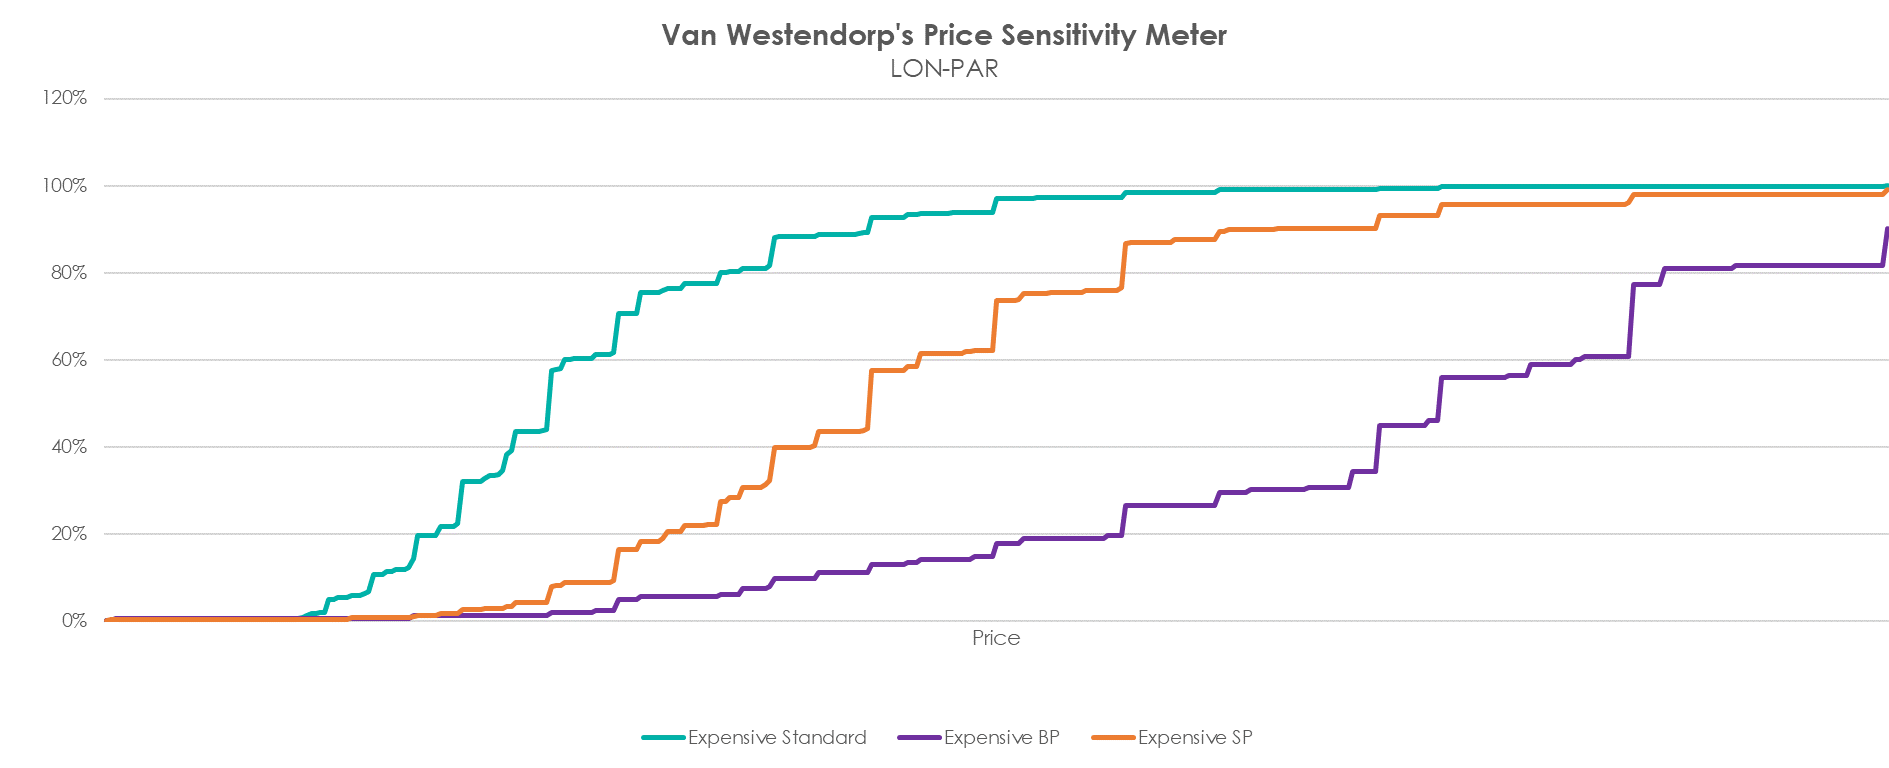 Van Westendorp's Price Sensitivity Meter
LON-PAR
120%
100%
80%
60%
40%
20%
0%
Price
Expensive Standard
Expensive BP
Expensive SP